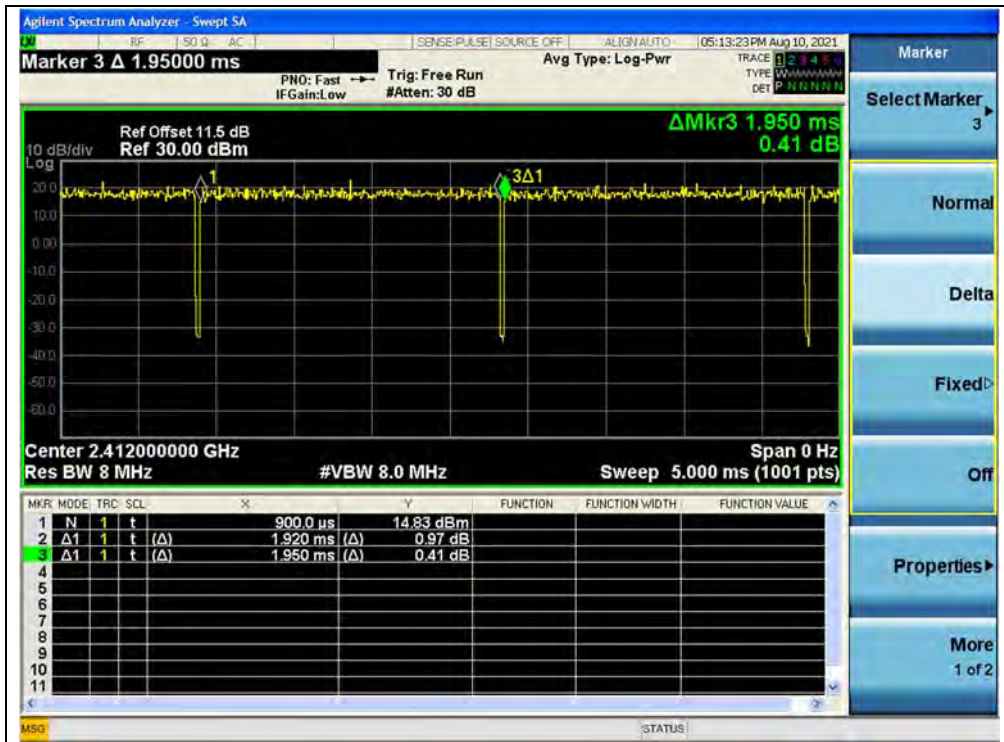 Agilent Spectrum Analyzer - Swept SA
RF 50 Ω AC SENSE:PULSE SOURCE OFF ALIGN AUTO 05:13:23 PM Aug 10, 2021
Marker 3 Δ 1.95000 ms
PNO: Fast Trig: Free Run Avg Type: Log-Pwr TRACE 1 2 3 4 5 6
IFGain:Low #Atten: 30 dB TYPE W
DET P N N N N N
ΔMkr3 1.950 ms
0.41 dB
Ref Offset 11.5 dB
10 dB/div Ref 30.00 dBm
Log
1
3Δ1
20.0
10.0
0.00
-10.0
-20.0
-30.0
-40.0
-50.0
-60.0
Center 2.412000000 GHz Span 0 Hz
Res BW 8 MHz #VBW 8.0 MHz Sweep 5.000 ms (1001 pts)
MKR MODE TRC SCL X Y FUNCTION FUNCTION WIDTH FUNCTION VALUE
1 N 1 t 900.0 µs 14.83 dBm
2 Δ1 1 t (Δ) 1.920 ms (Δ) 0.97 dB
3 Δ1 1 t (Δ) 1.950 ms (Δ) 0.41 dB
4
5
6
7
8
9
10
11
MSG STATUS
Marker
Select Marker
3
Normal
Delta
Fixed
Off
Properties
More
1 of 2